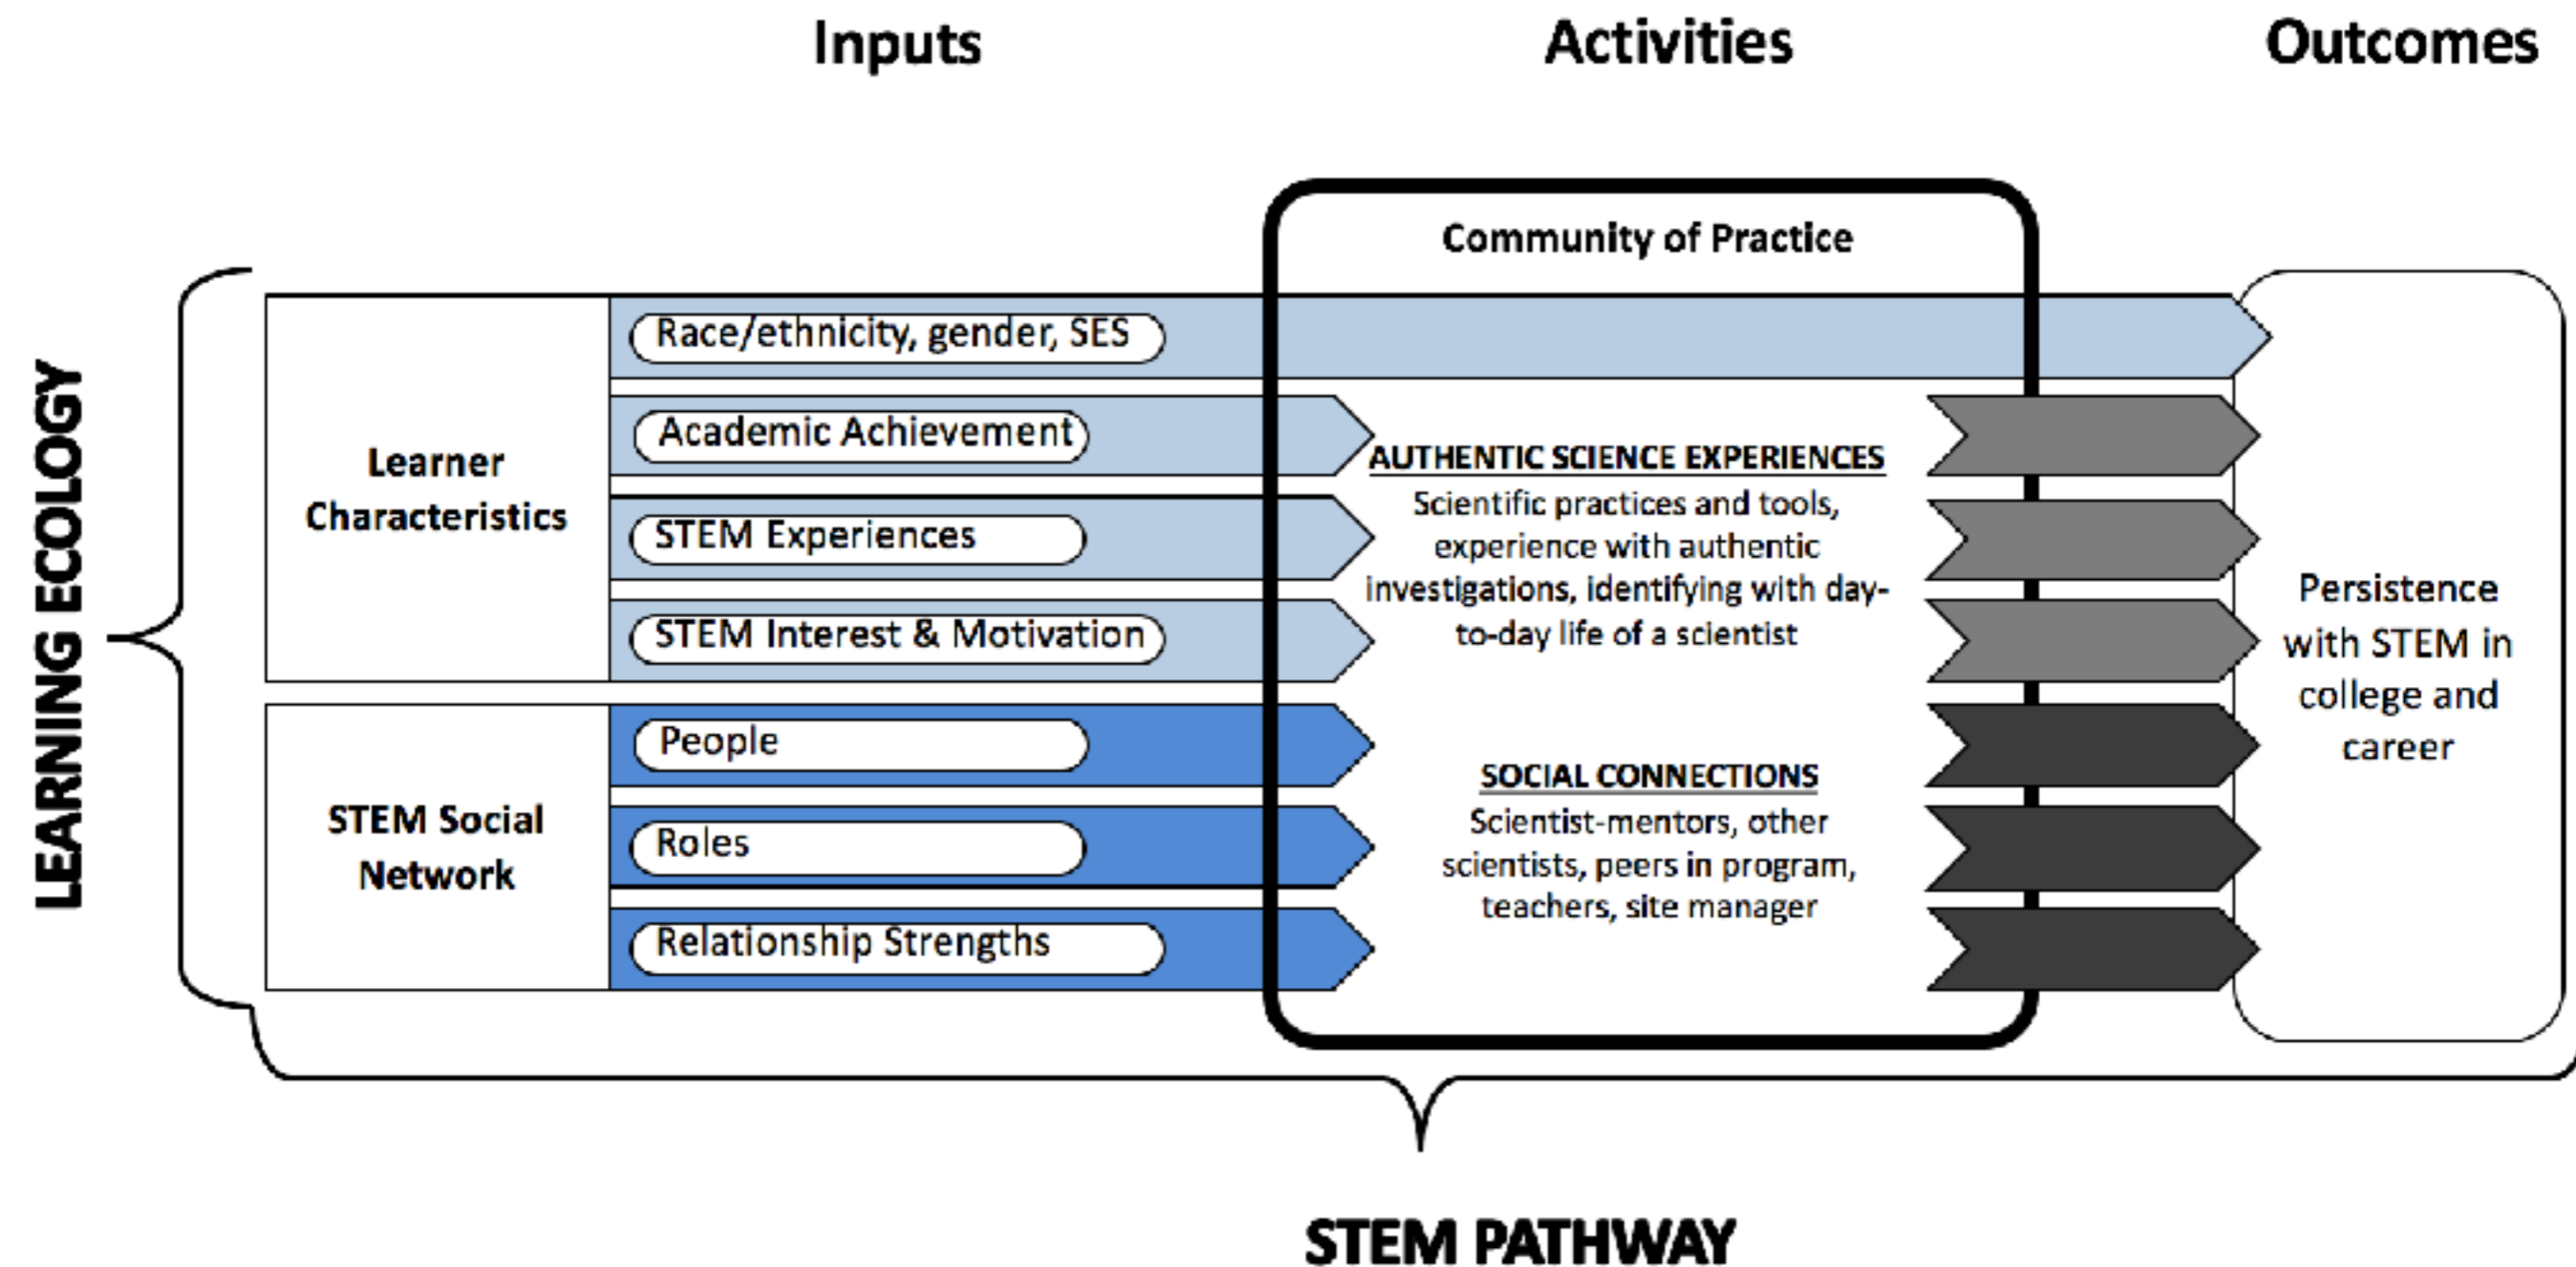 Inputs
Activities
Outcomes
LEARNING ECOLOGY
Learner
Characteristics
Race/ethnicity, gender, SES
Academic Achievement
STEM Experiences
STEM Interest & Motivation
STEM Social
Network
People
Roles
Relationship Strengths
Community of Practice
AUTHENTIC SCIENCE EXPERIENCES
Scientific practices and tools,
experience with authentic
investigations, identifying with day-
to-day life of a scientist
SOCIAL CONNECTIONS
Scientist-mentors, other
scientists, peers in program,
teachers, site manager
Persistence
with STEM in
college and
career
STEM PATHWAY